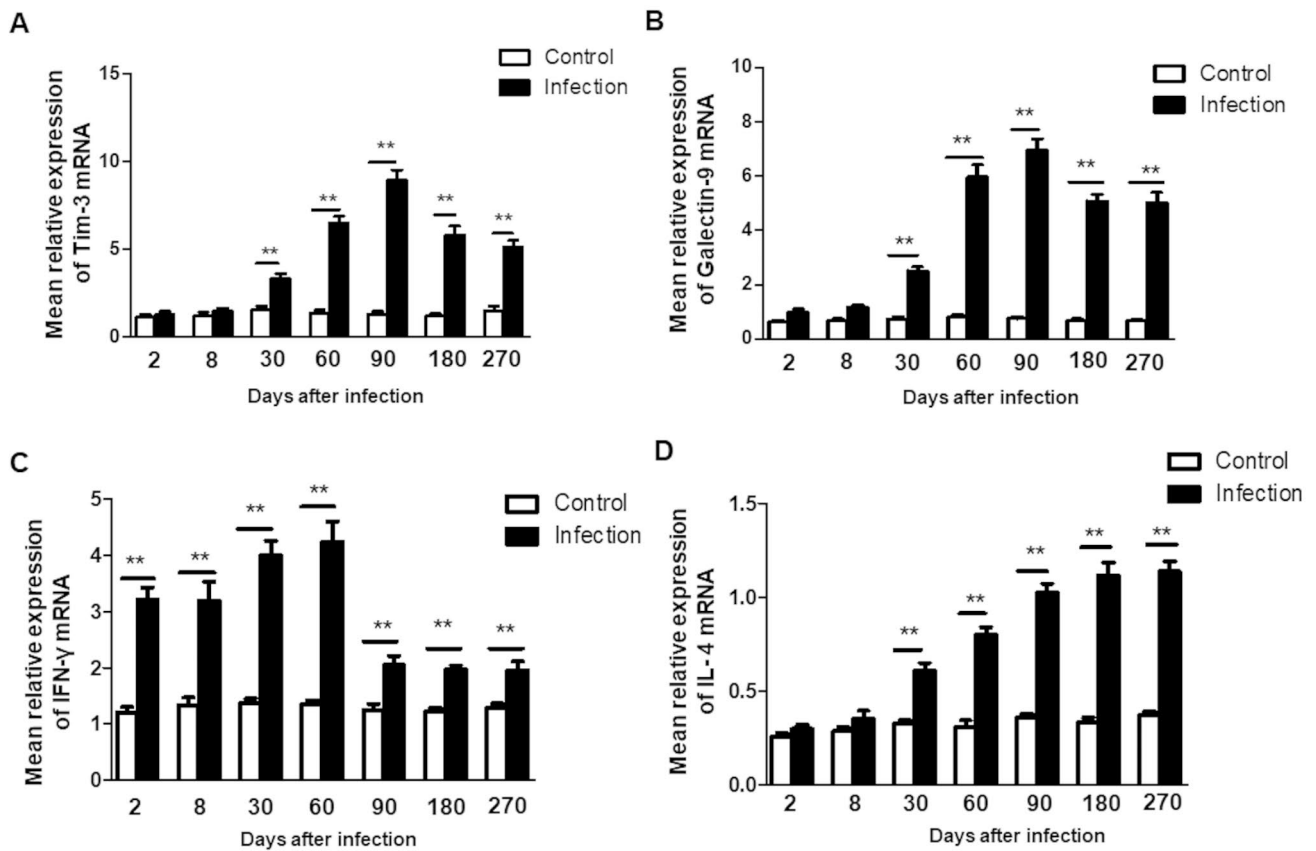 A
Control
Infection
Mean relative expression
of Tim-3 mRNA
15
10
5
0
**
**
**
**
**
2 8 30 60 90 180 270
Days after infection
B
Control
Infection
Mean relative expression
of Galectin-9 mRNA
10
8
6
4
2
0
**
**
**
**
**
2 8 30 60 90 180 270
Days after infection
C
Control
Infection
Mean relative expression
of IFN-γ mRNA
5
4
3
2
1
0
**
**
**
**
**
**
**
2 8 30 60 90 180 270
Days after infection
D
Control
Infection
Mean relative expression
of IL- 4 mRNA
1.5
1.0
0.5
0.0
**
**
**
**
**
2 8 30 60 90 180 270
Days after infection